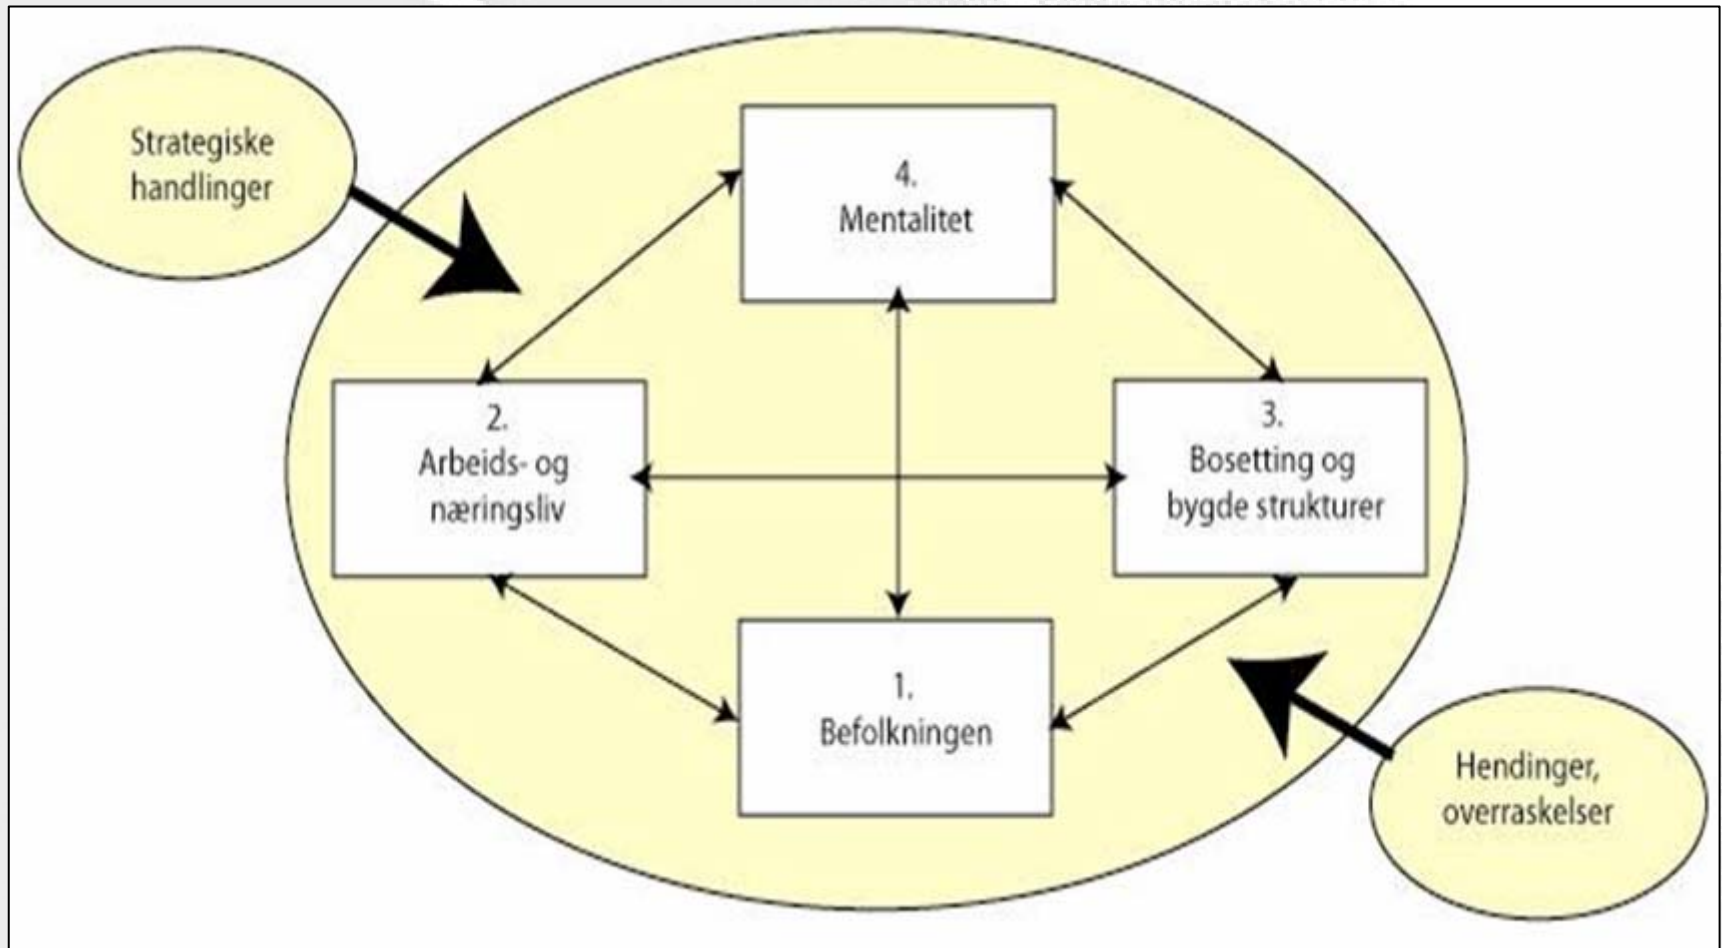 Strategiske
handlinger
4.
Mentalitet
2.
Arbeids- og
næringsliv
3.
Bosetting og
bygde strukturer
1.
Befolkningen
Hendinger,
overraskelser